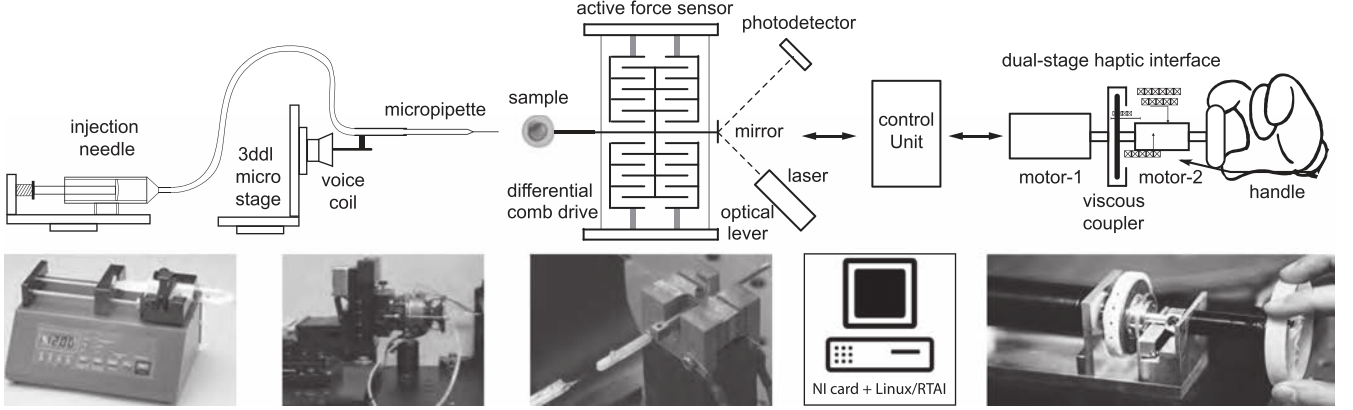 active force sensor
photodetector
dual-stage haptic interface
micropipette
sample
injection
needle
mirror
control
Unit
3ddl
micro
stage
voice
coil
laser
motor-1
motor-2
handle
differential
comb drive
optical
lever
viscous
coupler
NI card + Linux/RTAI